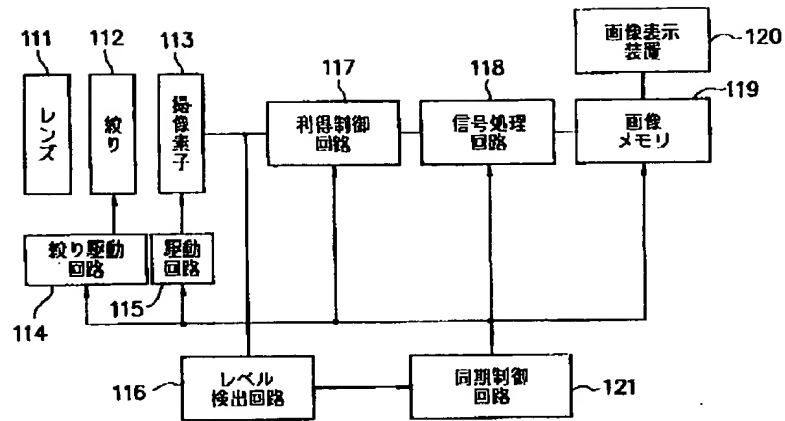 111
112
113
117
118
画像表示
装置
120
119
レンズ
絞り
撮像素子
利得制御
回路
信号処理
回路
画像
メモリ
絞り駆動
回路
駆動
回路
114
115
116
レベル
検出回路
同期制御
回路
121